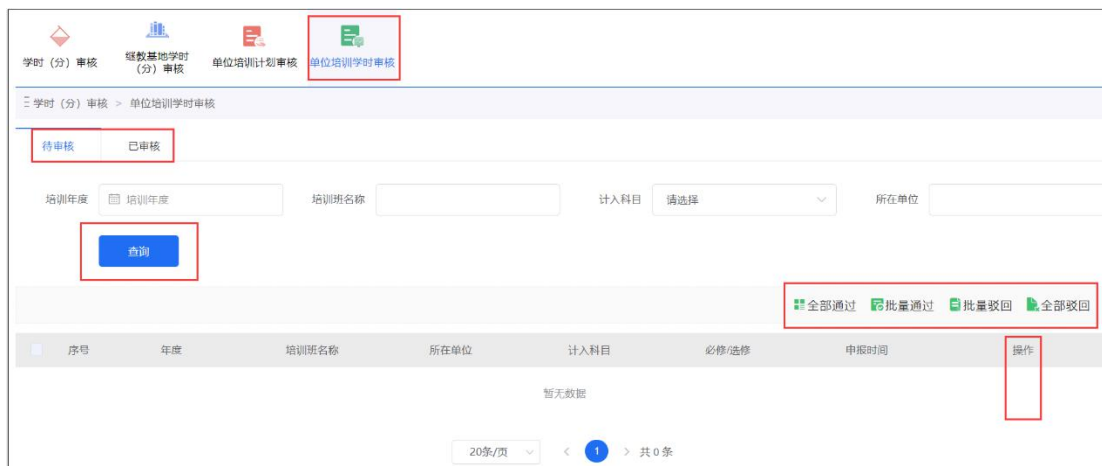 学时（分）审核 继教基地学时（分）审核 单位培训计划审核 单位培训学时审核
学时（分）审核 > 单位培训学时审核
待审核 已审核
培训年度 培训年度 培训班名称 计入科目 请选择 所在单位
查询
全部通过 批量通过 批量驳回 全部驳回
序号 年度 培训班名称 所在单位 计入科目 必修/选修 申报时间 操作
暂无数据
20条/页 < 1 > 共 0 条